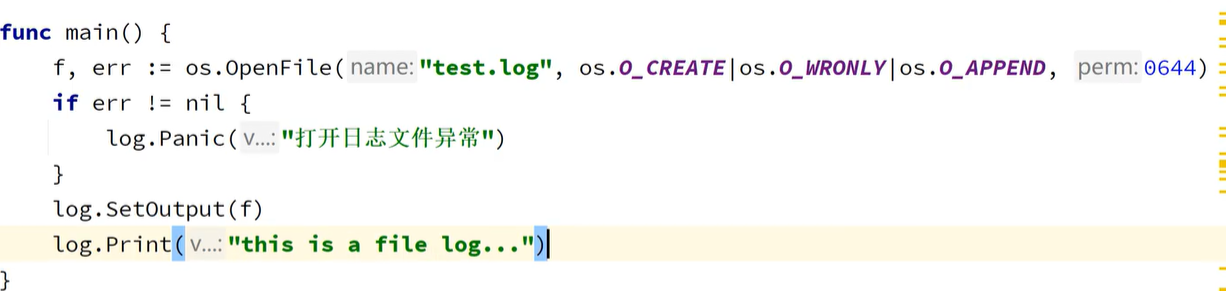 func main() {
    f, err := os.OpenFile( name: "test.log", os.O_CREATE|os.O_WRONLY|os.O_APPEND, perm: 0644)
    if err != nil {
        log.Panic( v...: "打开日志文件异常")
    }
    log.SetOutput(f)
    log.Print( v...: "this is a file log...")
}